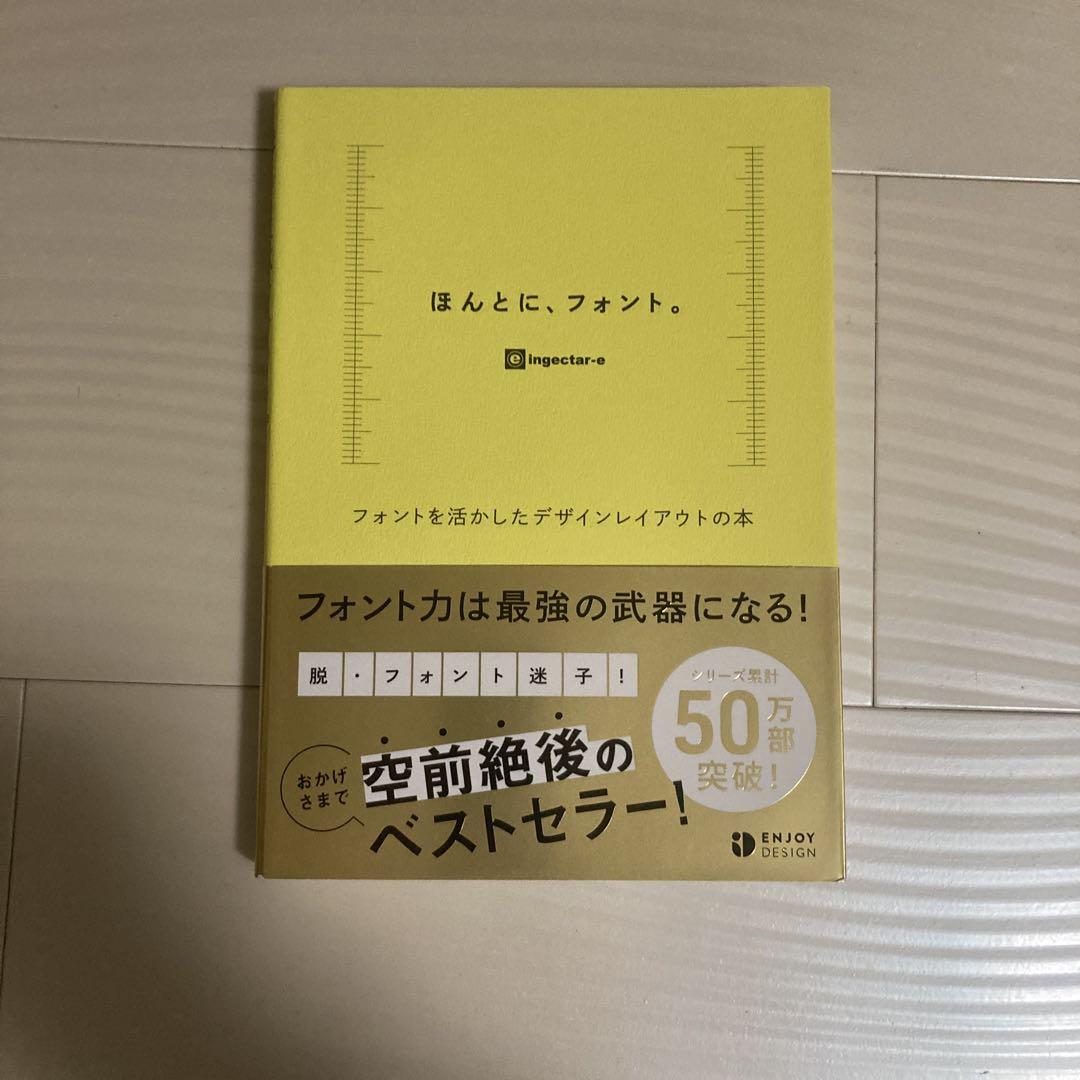 ほんとに、フォント。
ingectar-e
フォントを活かしたデザインレイアウトの本
フォント力は最強の武器になる!
脱・フォント迷子!
シリーズ累計
50万部
突破!
おかげ
さまで
空前絶後の
ベストセラー!
ENJOY
DESIGN